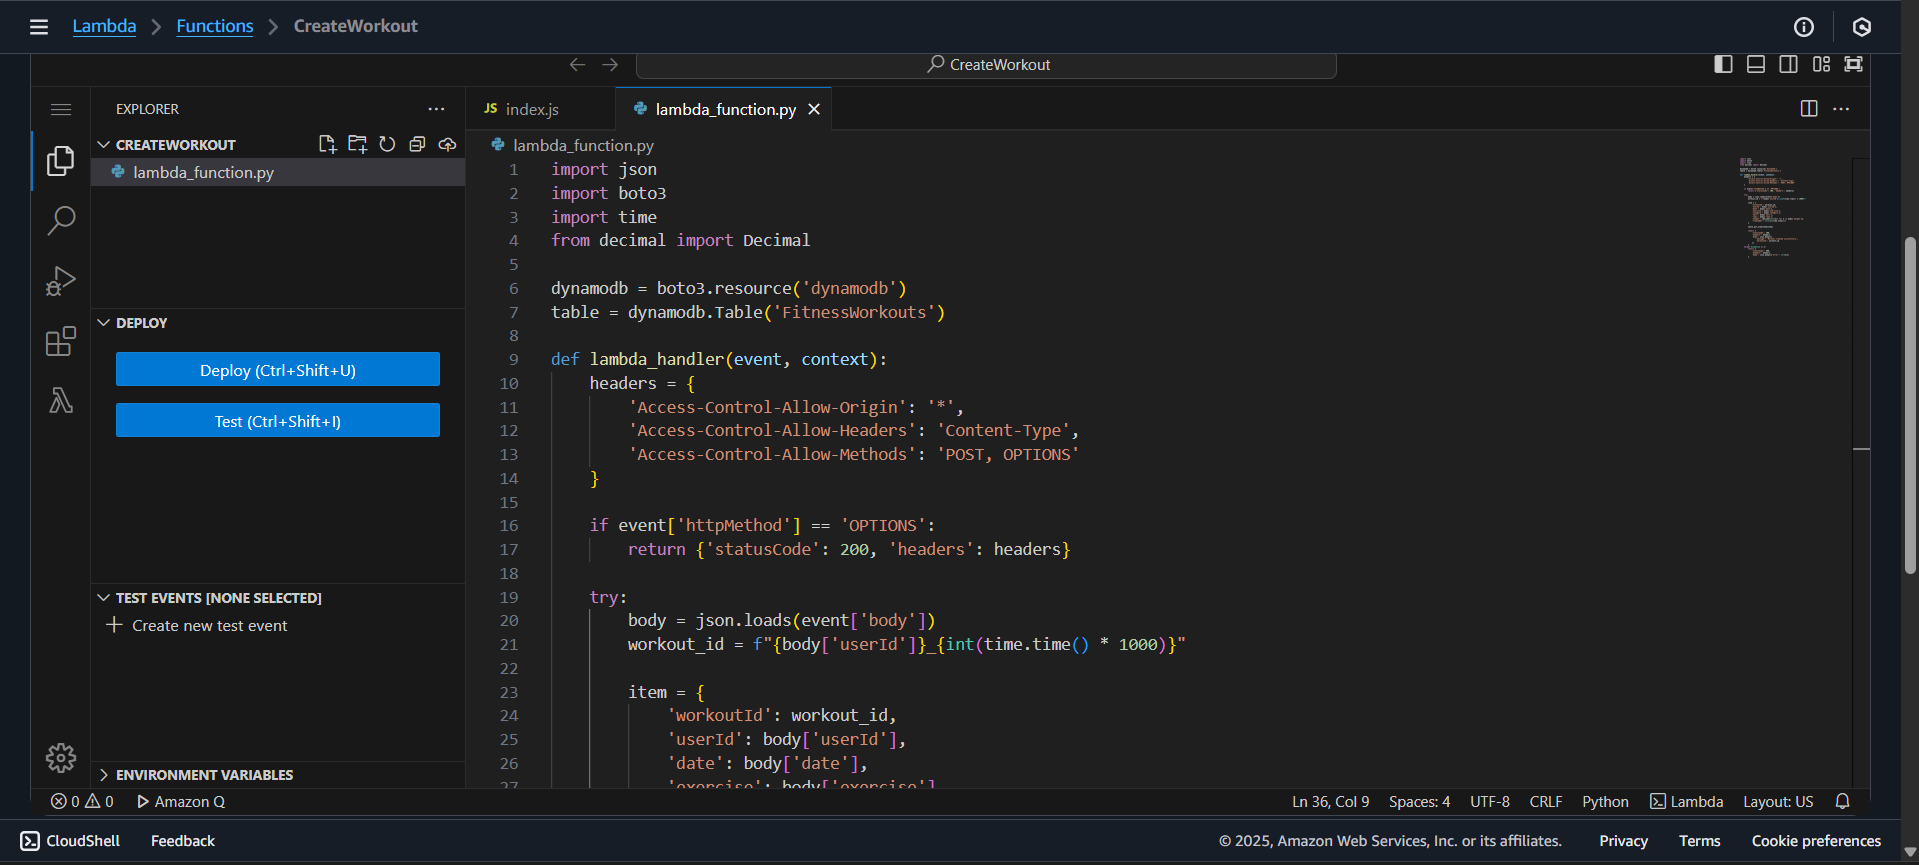 Lambda > Functions > CreateWorkout
CreateWorkout
EXPLORER
JS index.js
lambda_function.py
CREATEWORKOUT
lambda_function.py
DEPLOY
Deploy (Ctrl+Shift+U)
Test (Ctrl+Shift+I)
TEST EVENTS [NONE SELECTED]
Create new test event
ENVIRONMENT VARIABLES
lambda_function.py
1 import json
2 import boto3
3 import time
4 from decimal import Decimal
5
6 dynamodb = boto3.resource('dynamodb')
7 table = dynamodb.Table('FitnessWorkouts')
8
9 def lambda_handler(event, context):
10 headers = {
11 'Access-Control-Allow-Origin': '*',
12 'Access-Control-Allow-Headers': 'Content-Type',
13 'Access-Control-Allow-Methods': 'POST, OPTIONS'
14 }
15
16 if event['httpMethod'] == 'OPTIONS':
17 return {'statusCode': 200, 'headers': headers}
18
19 try:
20 body = json.loads(event['body'])
21 workout_id = f"{body['userId']}_{int(time.time() * 1000)}"
22
23 item = {
24 'workoutId': workout_id,
25 'userId': body['userId'],
26 'date': body['date'],
27 'exercise': body['exercise']
0 0 Amazon Q
Ln 36, Col 9 Spaces: 4 UTF-8 CRLF Python Lambda Layout: US
CloudShell Feedback
© 2025, Amazon Web Services, Inc. or its affiliates. Privacy Terms Cookie preferences